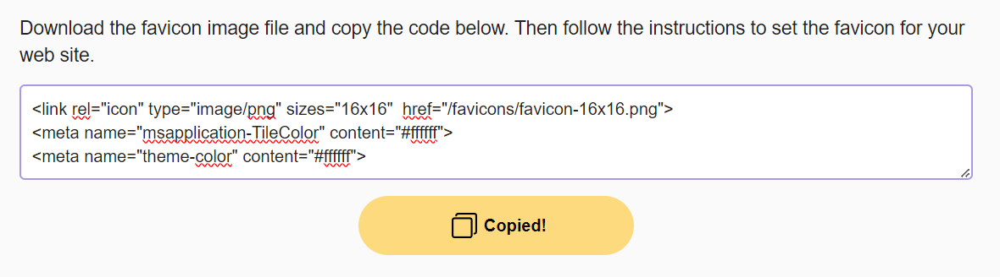 Download the favicon image file and copy the code below. Then follow the instructions to set the favicon for your
web site.
<link rel="icon" type="image/png" sizes="16x16"  href="/favicons/favicon-16x16.png">
<meta name="msapplication-TileColor" content="#ffffff">
<meta name="theme-color" content="#ffffff">
Copied!